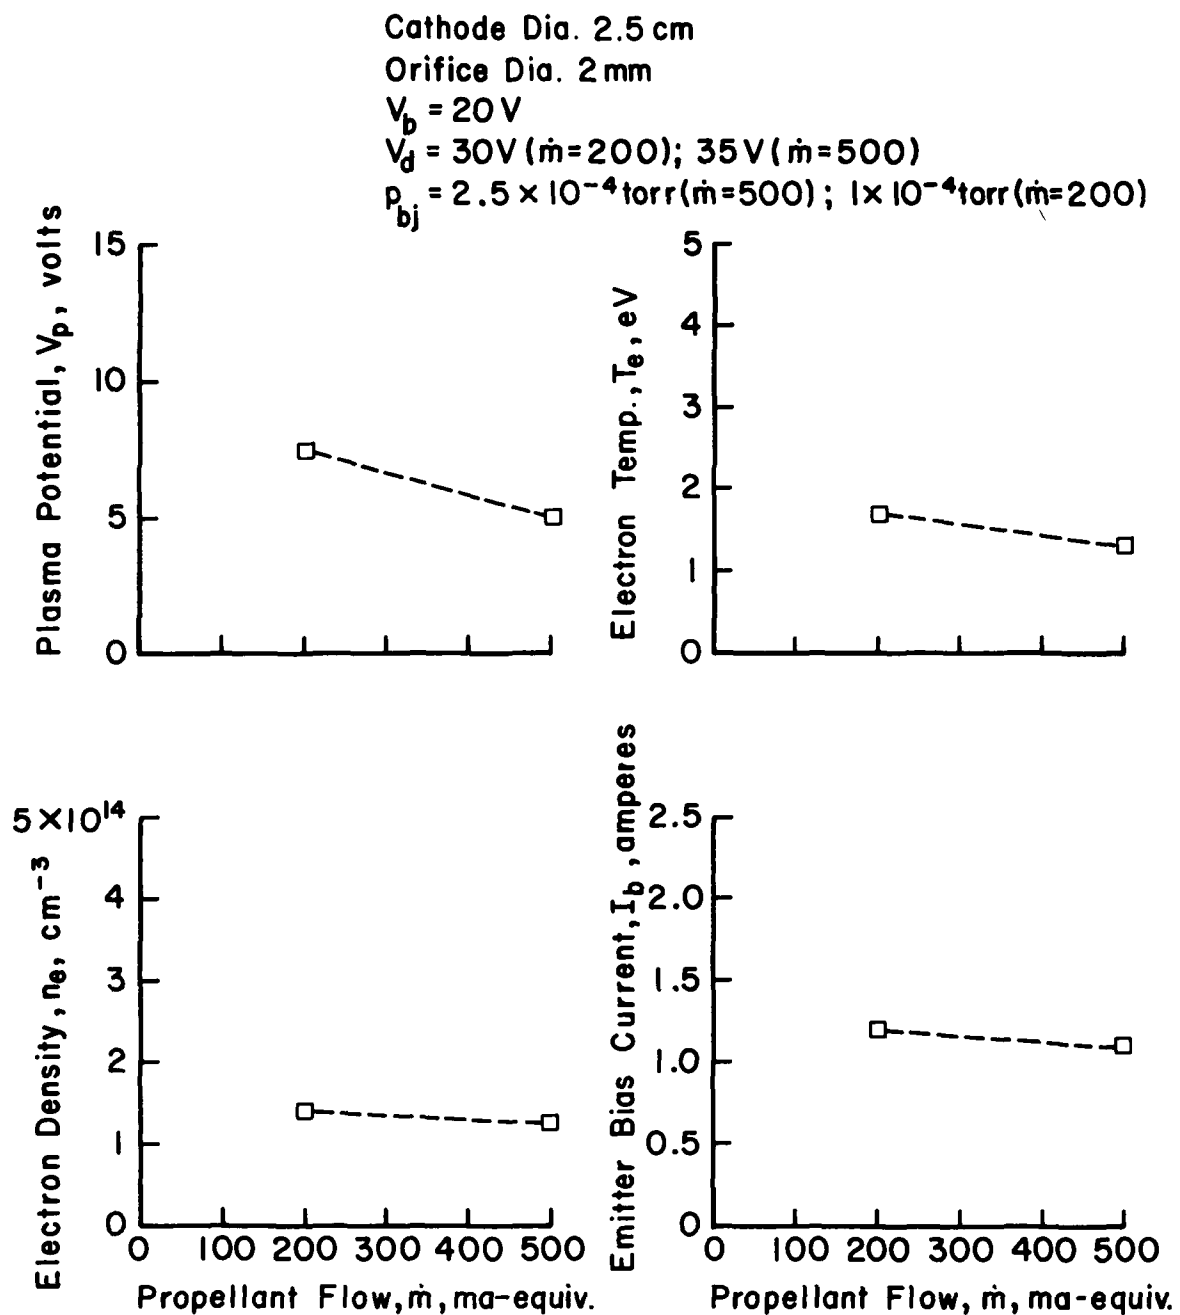 Cathode Dia. 2.5 cm
Orifice Dia. 2 mm
V_b = 20 V
V_d = 30V (ṁ=200); 35V (ṁ=500)
p_bj = 2.5 × 10⁻⁴ torr (ṁ=500); 1 × 10⁻⁴ torr (ṁ=200)
Plasma Potential, V_p, volts
15
10
5
0
Electron Temp., T_e, eV
5
4
3
2
1
0
Electron Density, n_e, cm⁻³
5 × 10¹⁴
4
3
2
1
0
0 100 200 300 400 500
Propellant Flow, ṁ, ma-equiv.
Emitter Bias Current, I_b, amperes
2.5
2.0
1.5
1.0
0.5
0
0 100 200 300 400 500
Propellant Flow, ṁ, ma-equiv.